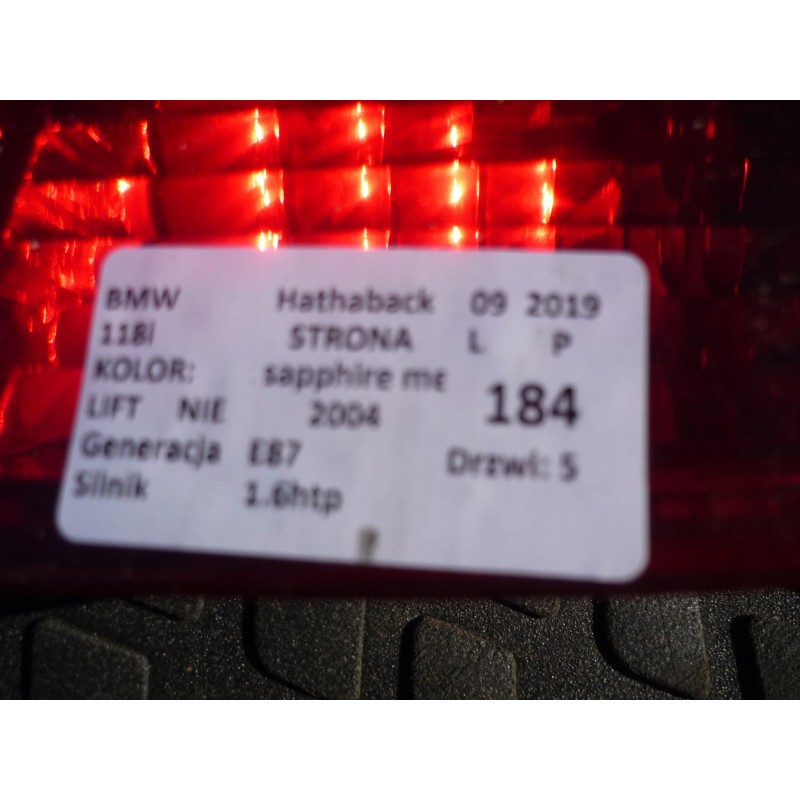 BMW Hathaback 09 2019
118i STRONA L P
KOLOR: sapphire me 184
LIFT NIE 2004
Generacja E87 Drzwi: 5
Silnik 1.6htp